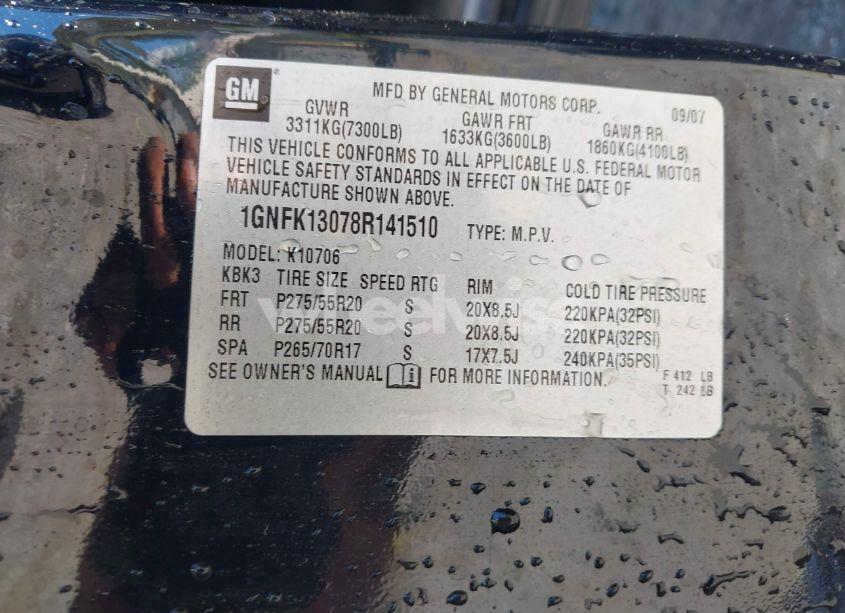 GM
MFD BY GENERAL MOTORS CORP. 09/07
GVWR GAWR FRT GAWR RR
3311KG(7300LB) 1633KG(3600LB) 1860KG(4100LB)
THIS VEHICLE CONFORMS TO ALL APPLICABLE U.S. FEDERAL MOTOR
VEHICLE SAFETY STANDARDS IN EFFECT ON THE DATE OF
MANUFACTURE SHOWN ABOVE.
1GNFK13078R141510 TYPE: M.P.V.
MODEL: K10706
KBK3 TIRE SIZE SPEED RTG RIM COLD TIRE PRESSURE
FRT P275/55R20 S 20X8.5J 220KPA(32PSI)
RR P275/55R20 S 20X8.5J 220KPA(32PSI)
SPA P265/70R17 S 17X7.5J 240KPA(35PSI)
SEE OWNER'S MANUAL i FOR MORE INFORMATION.
F 412 LB
T 242 LB